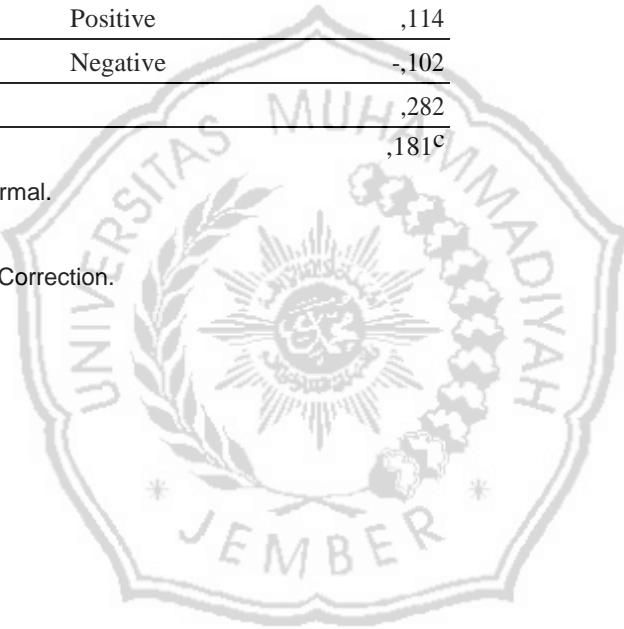 Positive ,114
Negative -,102
,282
,181c
rmal.
Correction.
UNIVERSITAS MUHAMMADIYAH
JEMBER